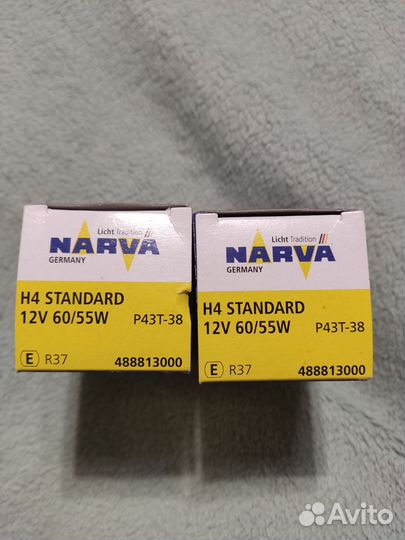 Licht Tradition
NARVA
GERMANY
H4 STANDARD
12V 60/55W P43T-38
E R37 488813000
Licht Tradition
NARVA
GERMANY
H4 STANDARD
12V 60/55W P43T-38
E R37 488813000
Avito